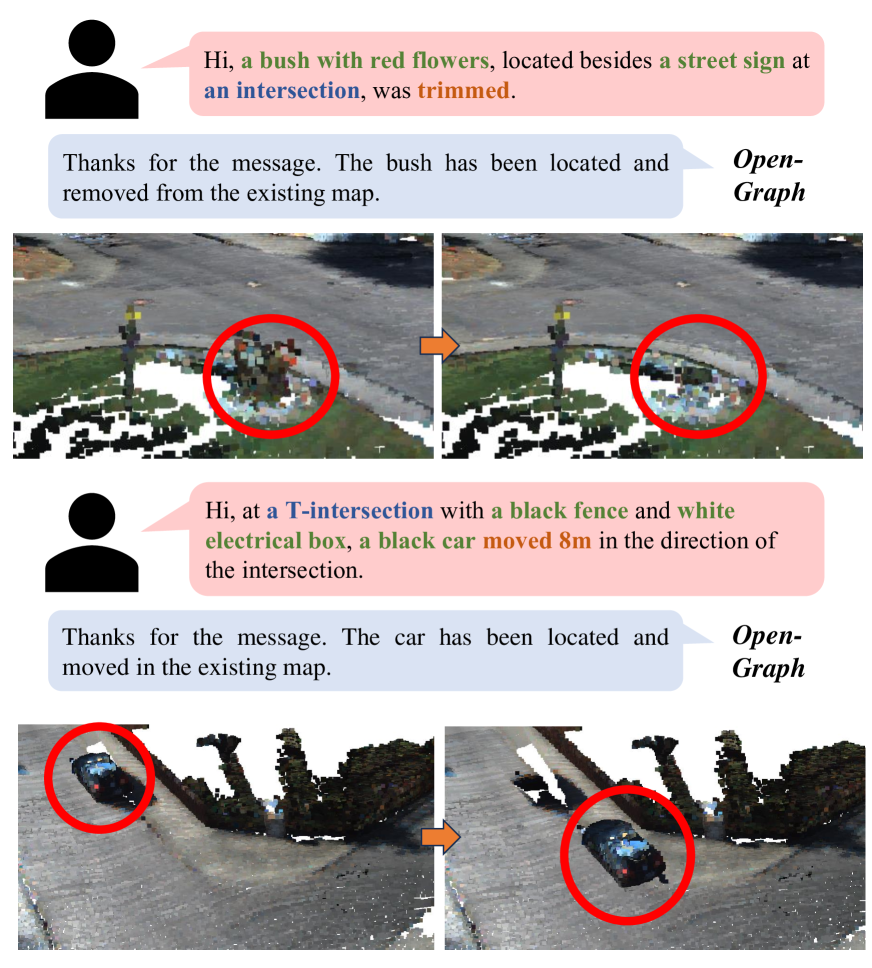 Hi, a bush with red flowers, located besides a street sign at
an intersection, was trimmed.
Thanks for the message. The bush has been located and
removed from the existing map.
Open-
Graph
Hi, at a T-intersection with a black fence and white
electrical box, a black car moved 8m in the direction of
the intersection.
Thanks for the message. The car has been located and
moved in the existing map.
Open-
Graph